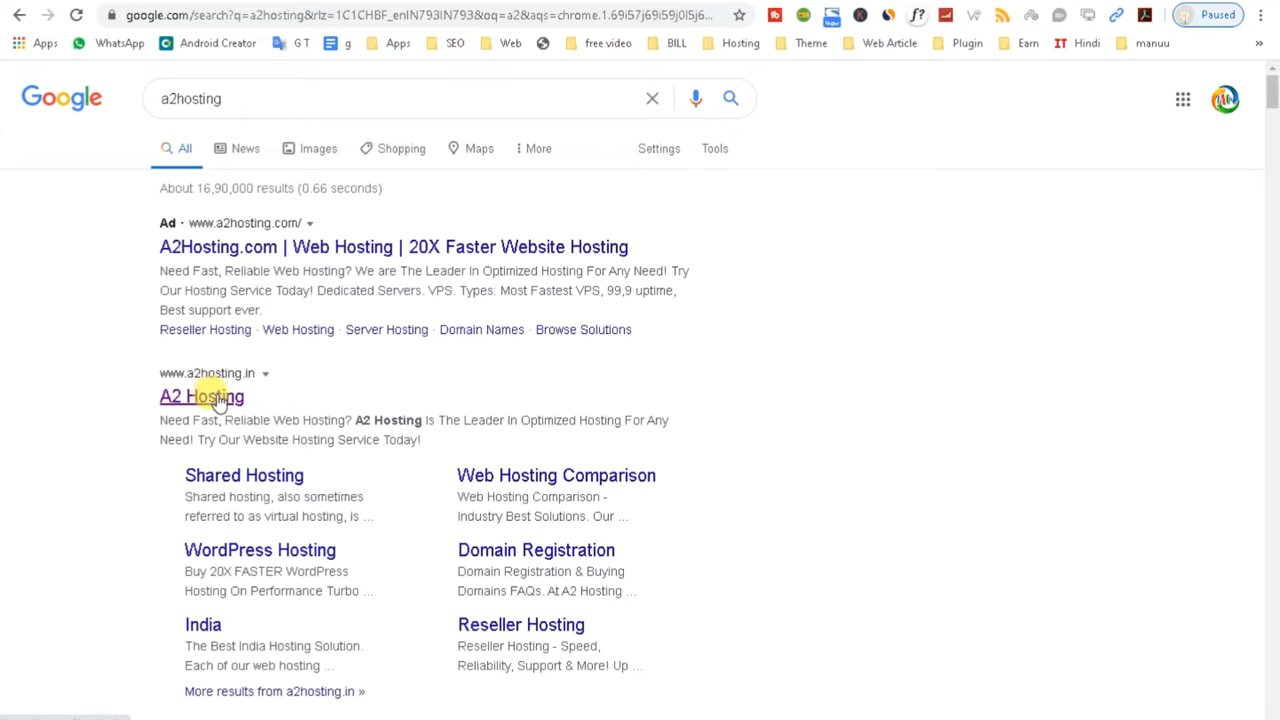 google.com/search?q=a2hosting&rlz=1C1CHBF_enIN793IN793&oq=a2&aqs=chrome.1.69i57j69i59j0l5j6...
Paused
Apps WhatsApp Android Creator G T g Apps SEO Web free video BILL Hosting Theme Web Article Plugin Earn IT Hindi manuu »
Google
a2hosting
All News Images Shopping Maps More Settings Tools
About 16,90,000 results (0.66 seconds)
Ad · www.a2hosting.com/
A2Hosting.com | Web Hosting | 20X Faster Website Hosting
Need Fast, Reliable Web Hosting? We are The Leader In Optimized Hosting For Any Need! Try
Our Hosting Service Today! Dedicated Servers. VPS. Types: Most Fastest VPS, 99,9 uptime,
Best support ever.
Reseller Hosting · Web Hosting · Server Hosting · Domain Names · Browse Solutions
www.a2hosting.in
A2 Hosting
Need Fast, Reliable Web Hosting? A2 Hosting Is The Leader In Optimized Hosting For Any
Need! Try Our Website Hosting Service Today!
Shared Hosting
Shared hosting, also sometimes
referred to as virtual hosting, is ...
Web Hosting Comparison
Web Hosting Comparison -
Industry Best Solutions. Our ...
WordPress Hosting
Buy 20X FASTER WordPress
Hosting On Performance Turbo ...
Domain Registration
Domain Registration & Buying
Domains FAQs. At A2 Hosting ...
India
The Best India Hosting Solution.
Each of our web hosting ...
Reseller Hosting
Reseller Hosting - Speed,
Reliability, Support & More! Up ...
More results from a2hosting.in »